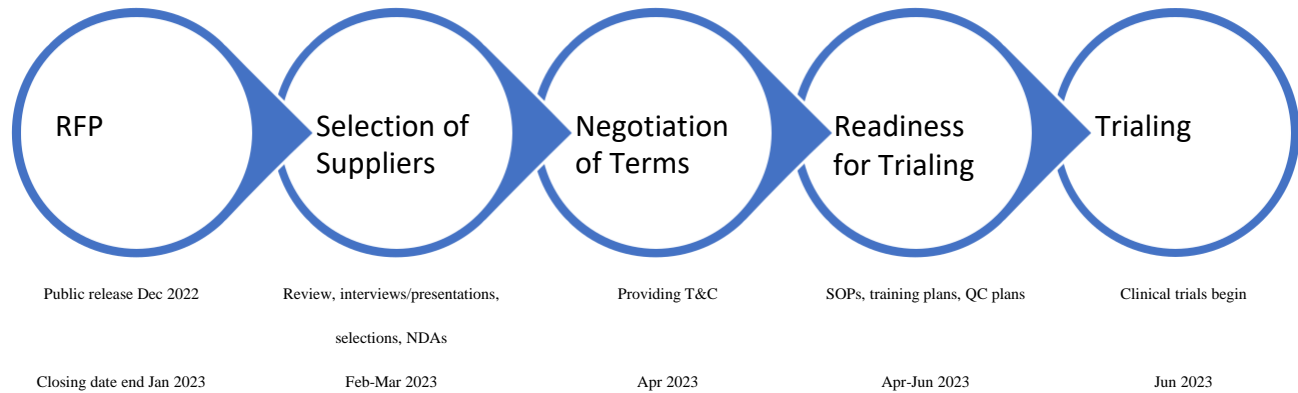 RFP
Selection of
Suppliers
Negotiation
of Terms
Readiness
for Trialing
Trialing
Public release Dec 2022
Closing date end Jan 2023
Review, interviews/presentations,
selections, NDAs
Feb-Mar 2023
Providing T&C
Apr 2023
SOPs, training plans, QC plans
Apr-Jun 2023
Clinical trials begin
Jun 2023